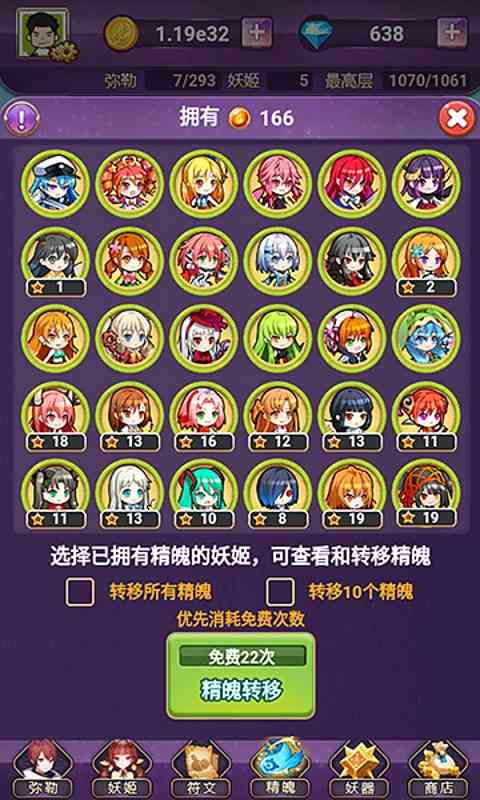 1.19e32 638
弥勒 7/293 妖姬 5 最高层 1070/1061
拥有 166
1 2
18 13 16 12 13 11
11 13 10 8 19 19
选择已拥有精魄的妖姬，可查看和转移精魄
转移所有精魄 转移10个精魄
优先消耗免费次数
免费22次
精魄转移
弥勒 妖姬 符文 精魄 妖器 商店